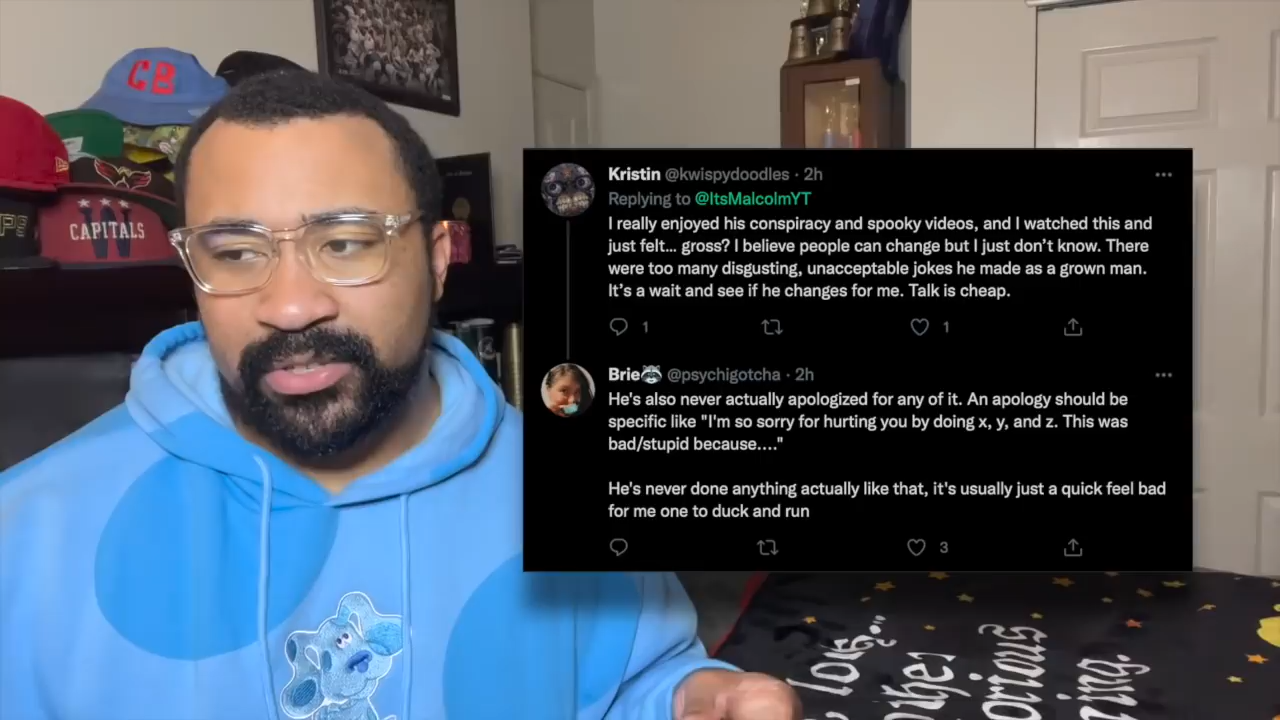 CB
CAPITALS
Kristin @kwispydoodles · 2h
Replying to @ItsMalcolmYT
I really enjoyed his conspiracy and spooky videos, and I watched this and
just felt... gross? I believe people can change but I just don't know. There
were too many disgusting, unacceptable jokes he made as a grown man.
It's a wait and see if he changes for me. Talk is cheap.
1
1
Brie🦝 @psychigotcha · 2h
He's also never actually apologized for any of it. An apology should be
specific like "I'm so sorry for hurting you by doing x, y, and z. This was
bad/stupid because...."
He's never done anything actually like that, it's usually just a quick feel bad
for me one to duck and run
3